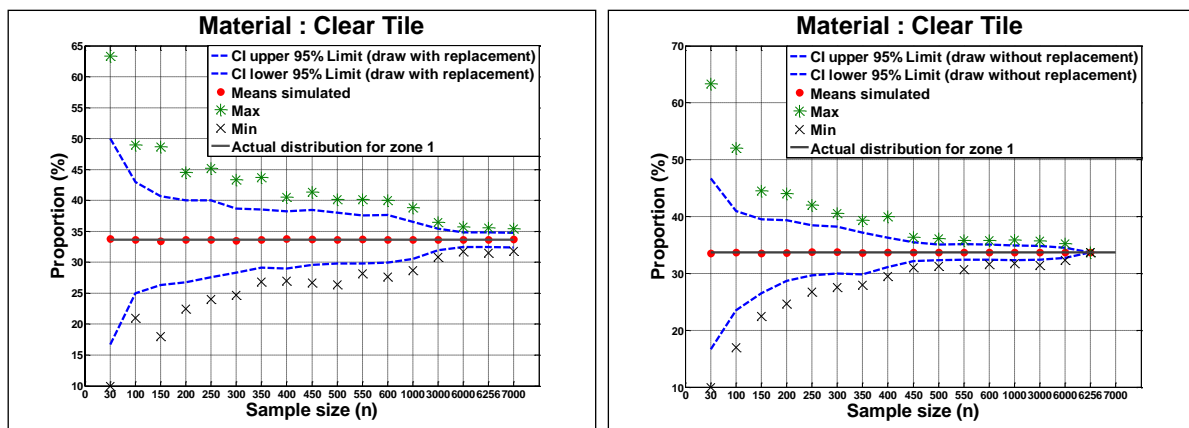 Material : Clear Tile
CI upper 95% Limit (draw with replacement)
CI lower 95% Limit (draw with replacement)
Means simulated
Max
Min
Actual distribution for zone 1
Proportion (%)
65
60
55
50
45
40
35
30
25
20
15
10
0 30 100 150 200 250 300 350 400 450 500 550 600 1000 3000 6000 6256 7000
Sample size (n)
Material : Clear Tile
CI upper 95% Limit (draw without replacement)
CI lower 95% Limit (draw without replacement)
Means simulated
Max
Min
Actual distribution for zone 1
Proportion (%)
70
60
50
40
30
20
10
0 50 100 150 200 250 300 350 400 450 500 550 600 1000 3000 6000 6256 7000
Sample size (n)